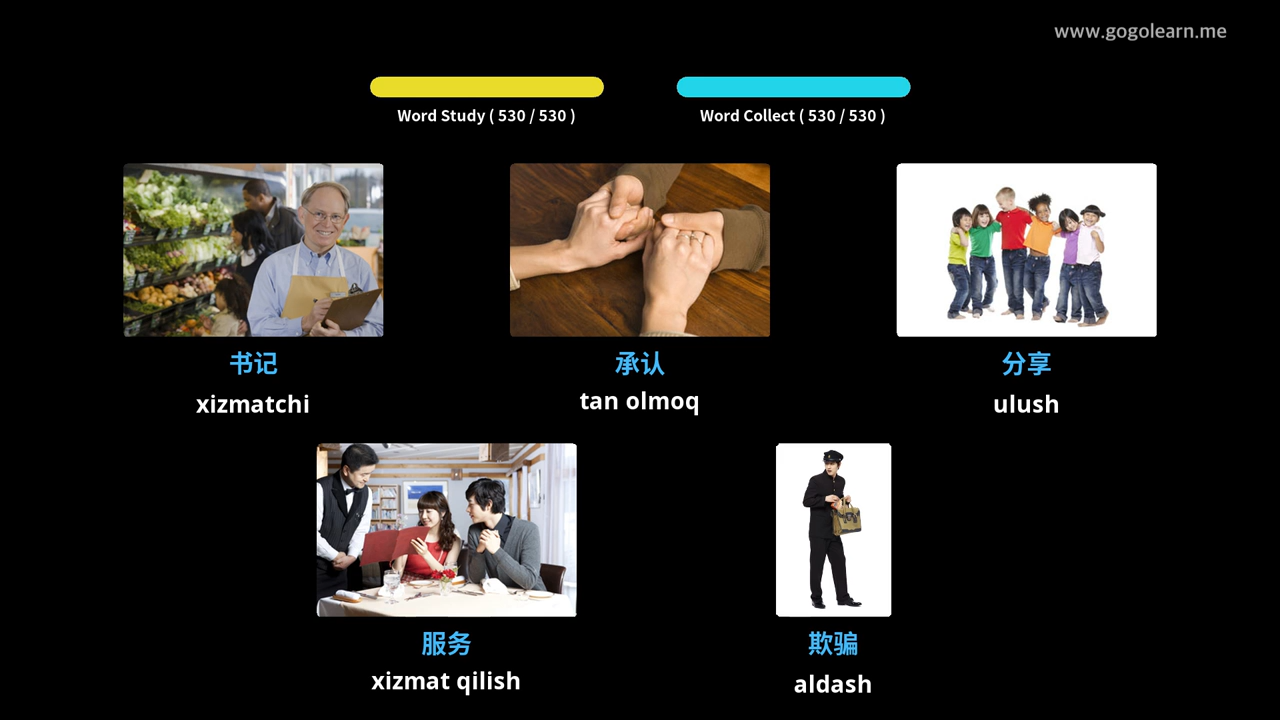 www.gogolearn.me
Word Study ( 530 / 530 )
Word Collect ( 530 / 530 )
书记
承认
分享
xizmatchi
tan olmoq
ulush
服务
欺骗
xizmat qilish
aldash